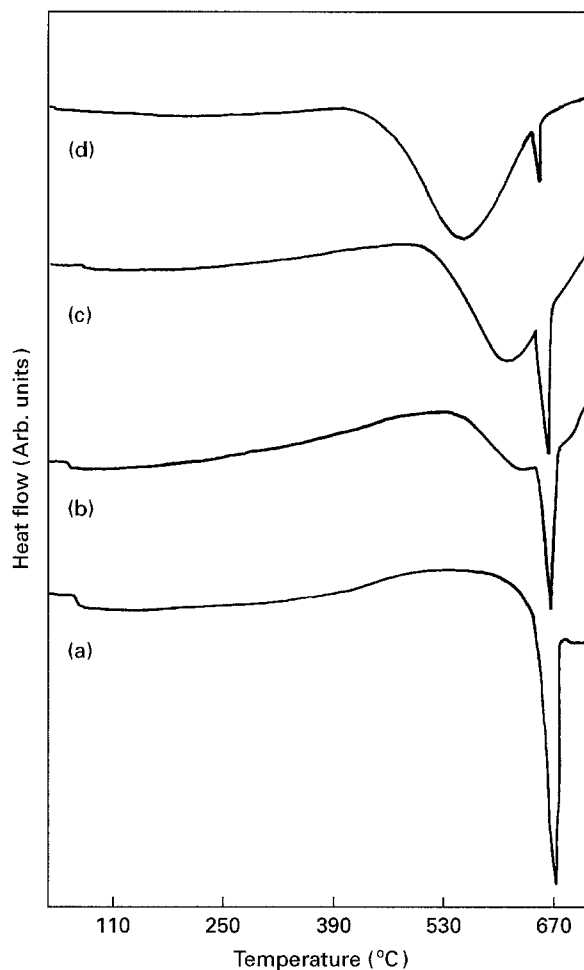 (d)
(c)
(b)
(a)
Heat flow (Arb. units)
110 250 390 530 670
Temperature (°C)